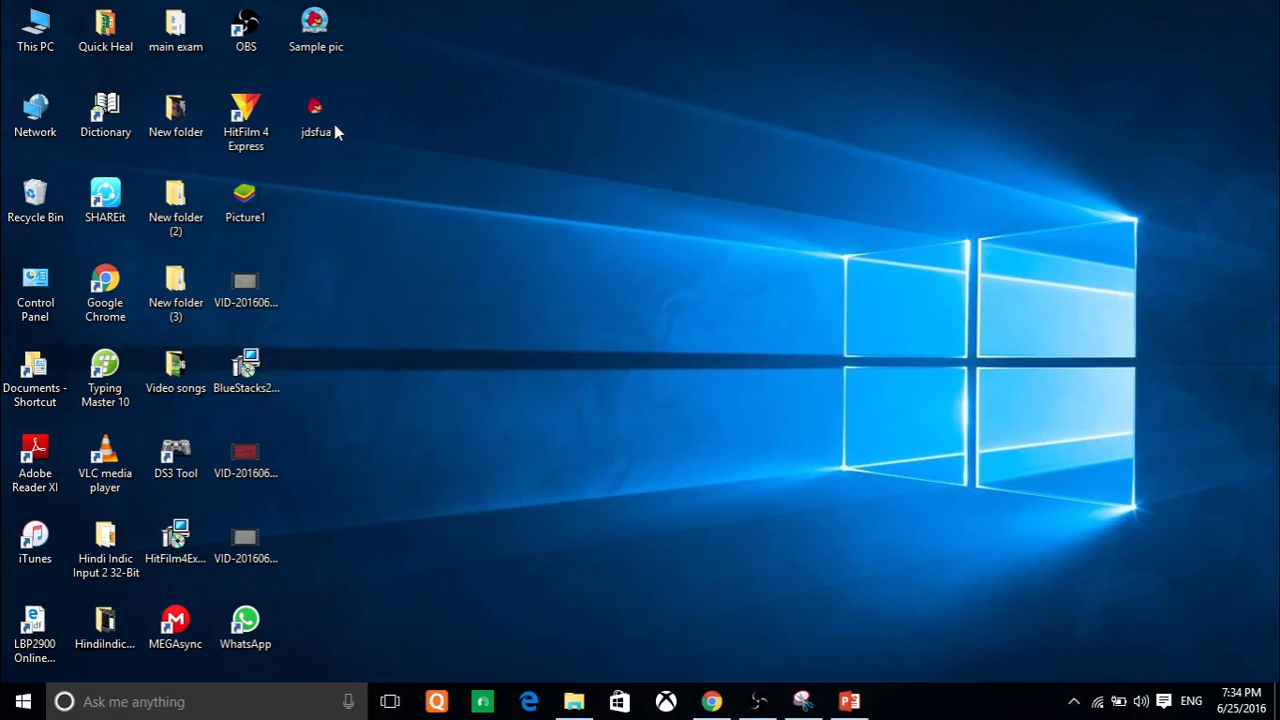 This PC
Quick Heal
main exam
OBS
Sample pic
Network
Dictionary
New folder
HitFilm 4
Express
jdsfua
Recycle Bin
SHAREit
New folder
(2)
Picture1
Control
Panel
Google
Chrome
New folder
(3)
VID-201606...
Documents -
Shortcut
Typing
Master 10
Video songs
BlueStacks2...
Adobe
Reader XI
VLC media
player
DS3 Tool
VID-201606...
iTunes
Hindi Indic
Input 2 32-Bit
HitFilm4Ex...
VID-201606...
LBP2900
Online...
HindiIndic...
MEGAsync
WhatsApp
Ask me anything
ENG
7:34 PM
6/25/2016